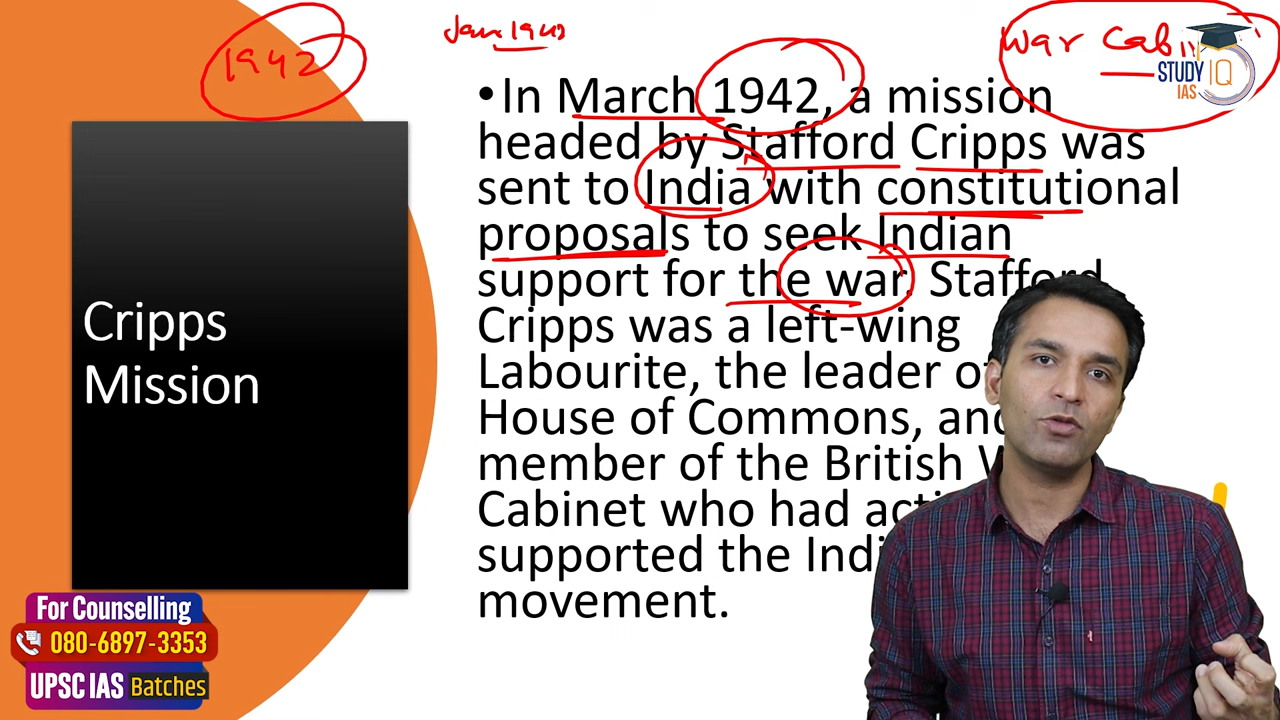 1942
Jan 1942
War Cabin
STUDY IQ
IAS
• In March 1942, a mission
headed by Stafford Cripps was
sent to India with constitutional
proposals to seek Indian
support for the war. Stafford
Cripps was a left-wing
Labourite, the leader o
House of Commons, and
member of the British W
Cabinet who had acti
supported the Indi
movement.
Cripps
Mission
For Counselling
080-6897-3353
UPSC IAS Batches